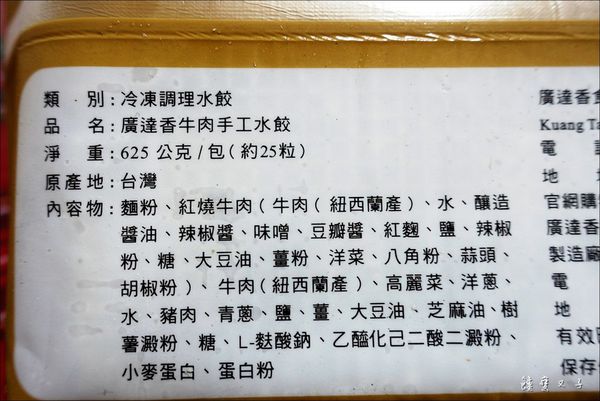 類 別：冷凍調理水餃
品 名：廣達香牛肉手工水餃
淨 重：625 公克 / 包 ( 約25粒 )
原產地：台灣
內容物：麵粉、紅燒牛肉 ( 牛肉 ( 紐西蘭產 )、水、釀造
醬油、辣椒醬、味噌、豆瓣醬、紅麴、鹽、辣椒
粉、糖、大豆油、薑粉、洋菜、八角粉、蒜頭、
胡椒粉 )、牛肉 ( 紐西蘭產 )、高麗菜、洋蔥、
水、豬肉、青蔥、鹽、薑、大豆油、芝麻油、樹
薯澱粉、糖、L-麩酸鈉、乙醯化己二酸二澱粉、
小麥蛋白、蛋白粉
廣達香食
Kuang Ta
電
地
官網購
廣達香
製造廠
電
地
有效日
保存